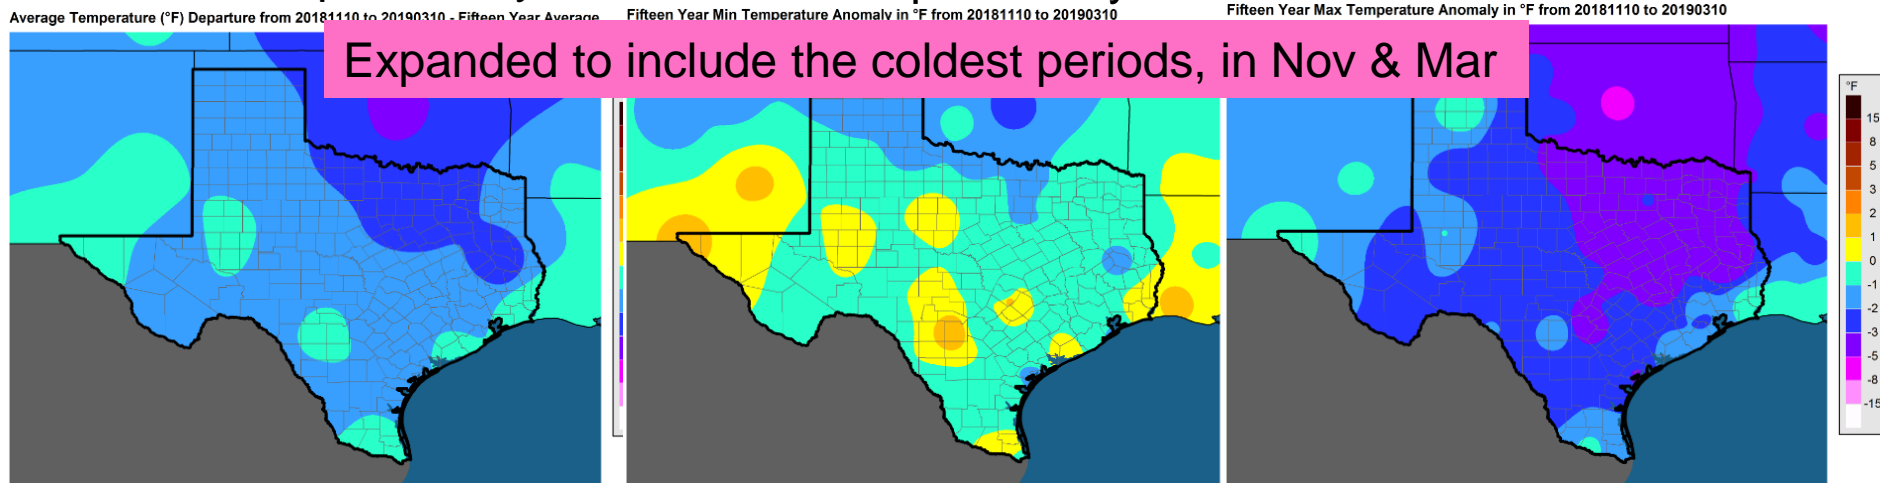 Average Temperature (°F) Departure from 20181110 to 20190310 - Fifteen Year Average
Fifteen Year Min Temperature Anomaly in °F from 20181110 to 20190310
Fifteen Year Max Temperature Anomaly in °F from 20181110 to 20190310
Expanded to include the coldest periods, in Nov & Mar
°F
15
8
5
3
2
1
0
-1
-2
-3
-5
-8
-15